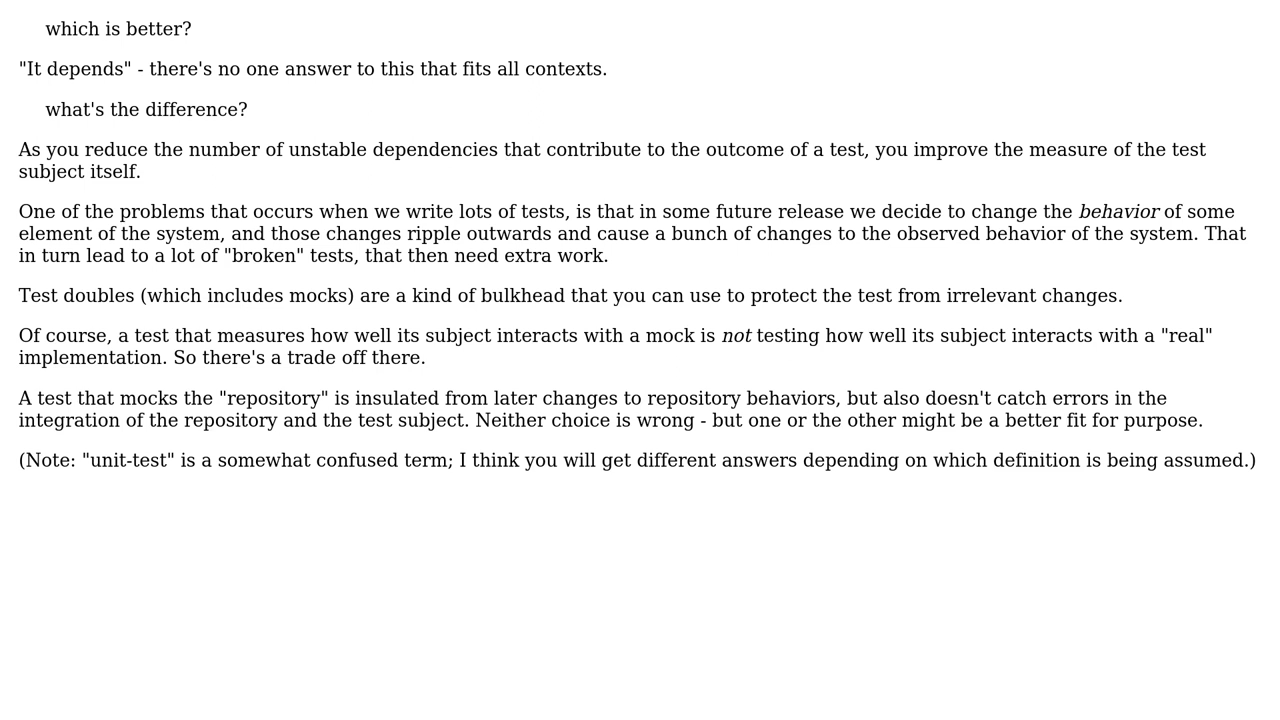 which is better?
"It depends" - there's no one answer to this that fits all contexts.
what's the difference?
As you reduce the number of unstable dependencies that contribute to the outcome of a test, you improve the measure of the test
subject itself.
One of the problems that occurs when we write lots of tests, is that in some future release we decide to change the behavior of some
element of the system, and those changes ripple outwards and cause a bunch of changes to the observed behavior of the system. That
in turn lead to a lot of "broken" tests, that then need extra work.
Test doubles (which includes mocks) are a kind of bulkhead that you can use to protect the test from irrelevant changes.
Of course, a test that measures how well its subject interacts with a mock is not testing how well its subject interacts with a "real"
implementation. So there's a trade off there.
A test that mocks the "repository" is insulated from later changes to repository behaviors, but also doesn't catch errors in the
integration of the repository and the test subject. Neither choice is wrong - but one or the other might be a better fit for purpose.
(Note: "unit-test" is a somewhat confused term; I think you will get different answers depending on which definition is being assumed.)